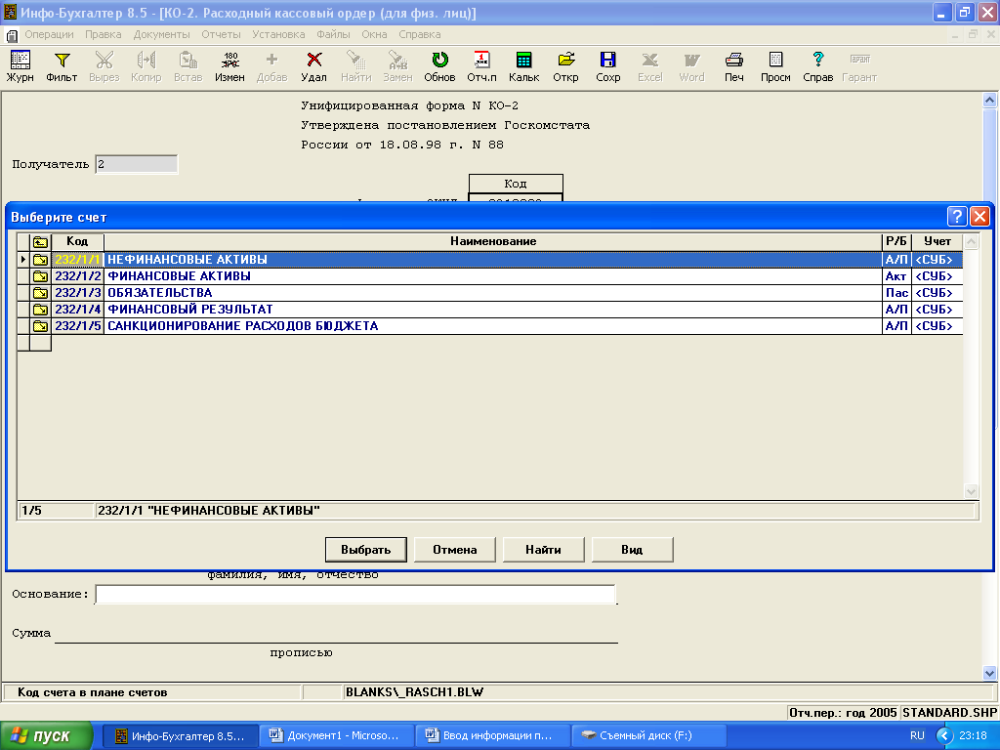 Инфо-Бухгалтер 8.5 - [КО-2. Расходный кассовый ордер (для физ. лиц)]
Операции Правка Документы Отчеты Установка Файлы Окна Справка
Журн Фильт Вырез Копир Встав Измен Добав Удал Найти Замен Обнов Отч.п Кальк Откр Сохр Excel Word Печ Просм Справ Гарант
Унифицированная форма N КО-2
Утверждена постановлением Госкомстата
России от 18.08.98 г. N 88
Получатель 2
Код
Выберите счет
Код Наименование Р/Б Учет
232/1/1 НЕФИНАНСОВЫЕ АКТИВЫ А/П <СУБ>
232/1/2 ФИНАНСОВЫЕ АКТИВЫ Акт <СУБ>
232/1/3 ОБЯЗАТЕЛЬСТВА Пас <СУБ>
232/1/4 ФИНАНСОВЫЙ РЕЗУЛЬТАТ А/П <СУБ>
232/1/5 САНКЦИОНИРОВАНИЕ РАСХОДОВ БЮДЖЕТА А/П <СУБ>
1/5 232/1/1 "НЕФИНАНСОВЫЕ АКТИВЫ"
Выбрать Отмена Найти Вид
фамилия, имя, отчество
Основание:
Сумма
прописью
Код счета в плане счетов BLANKS\_RASCH1.BLW
Отч.пер.: год 2005 STANDARD.SHP
пуск Инфо-Бухгалтер 8.5... Документ1 - Microso... Ввод информации п... Съемный диск (F:) RU 23:18